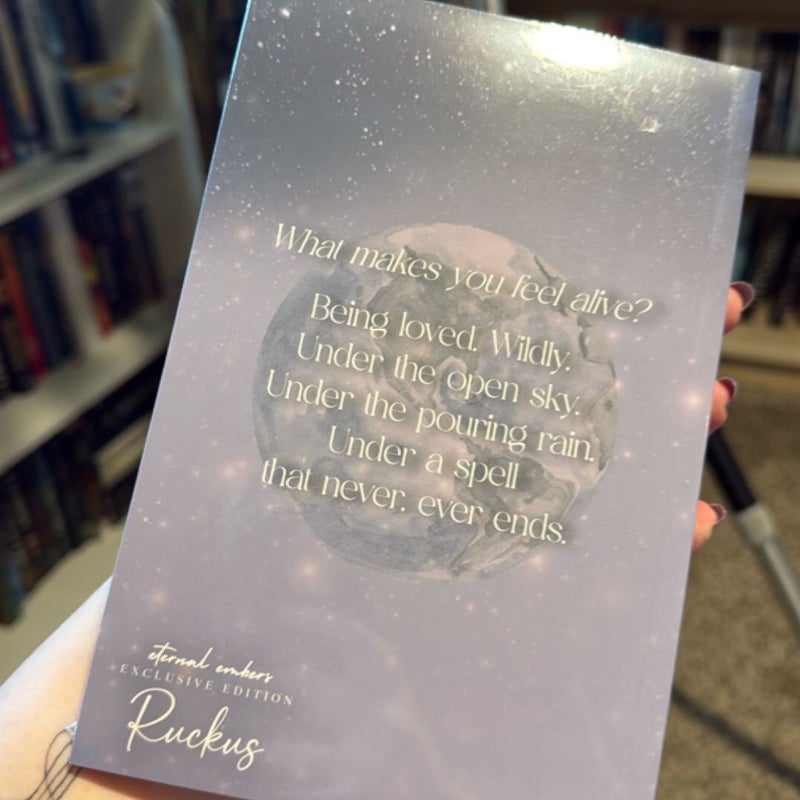 What makes you feel alive?
Being loved. Wildly.
Under the open sky.
Under the pouring rain.
Under a spell
that never, ever ends.
eternal embers
EXCLUSIVE EDITION
Ruckus